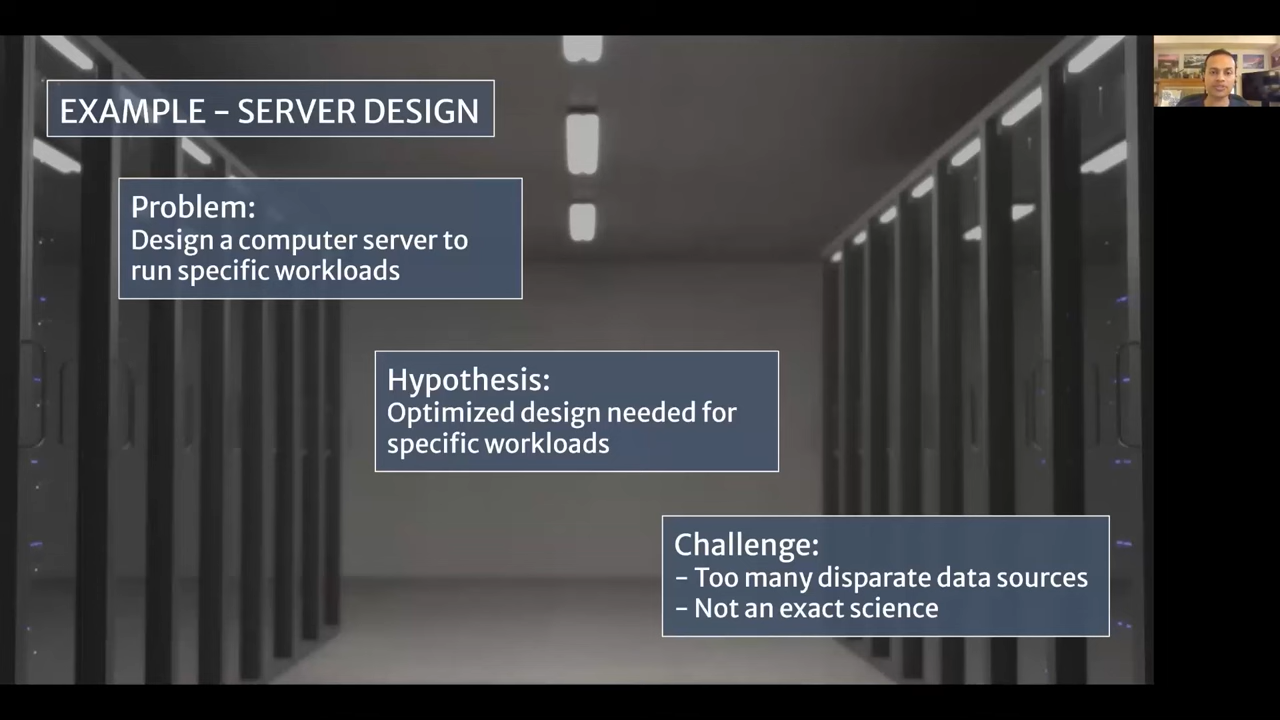 EXAMPLE – SERVER DESIGN
Problem:
Design a computer server to
run specific workloads
Hypothesis:
Optimized design needed for
specific workloads
Challenge:
– Too many disparate data sources
– Not an exact science